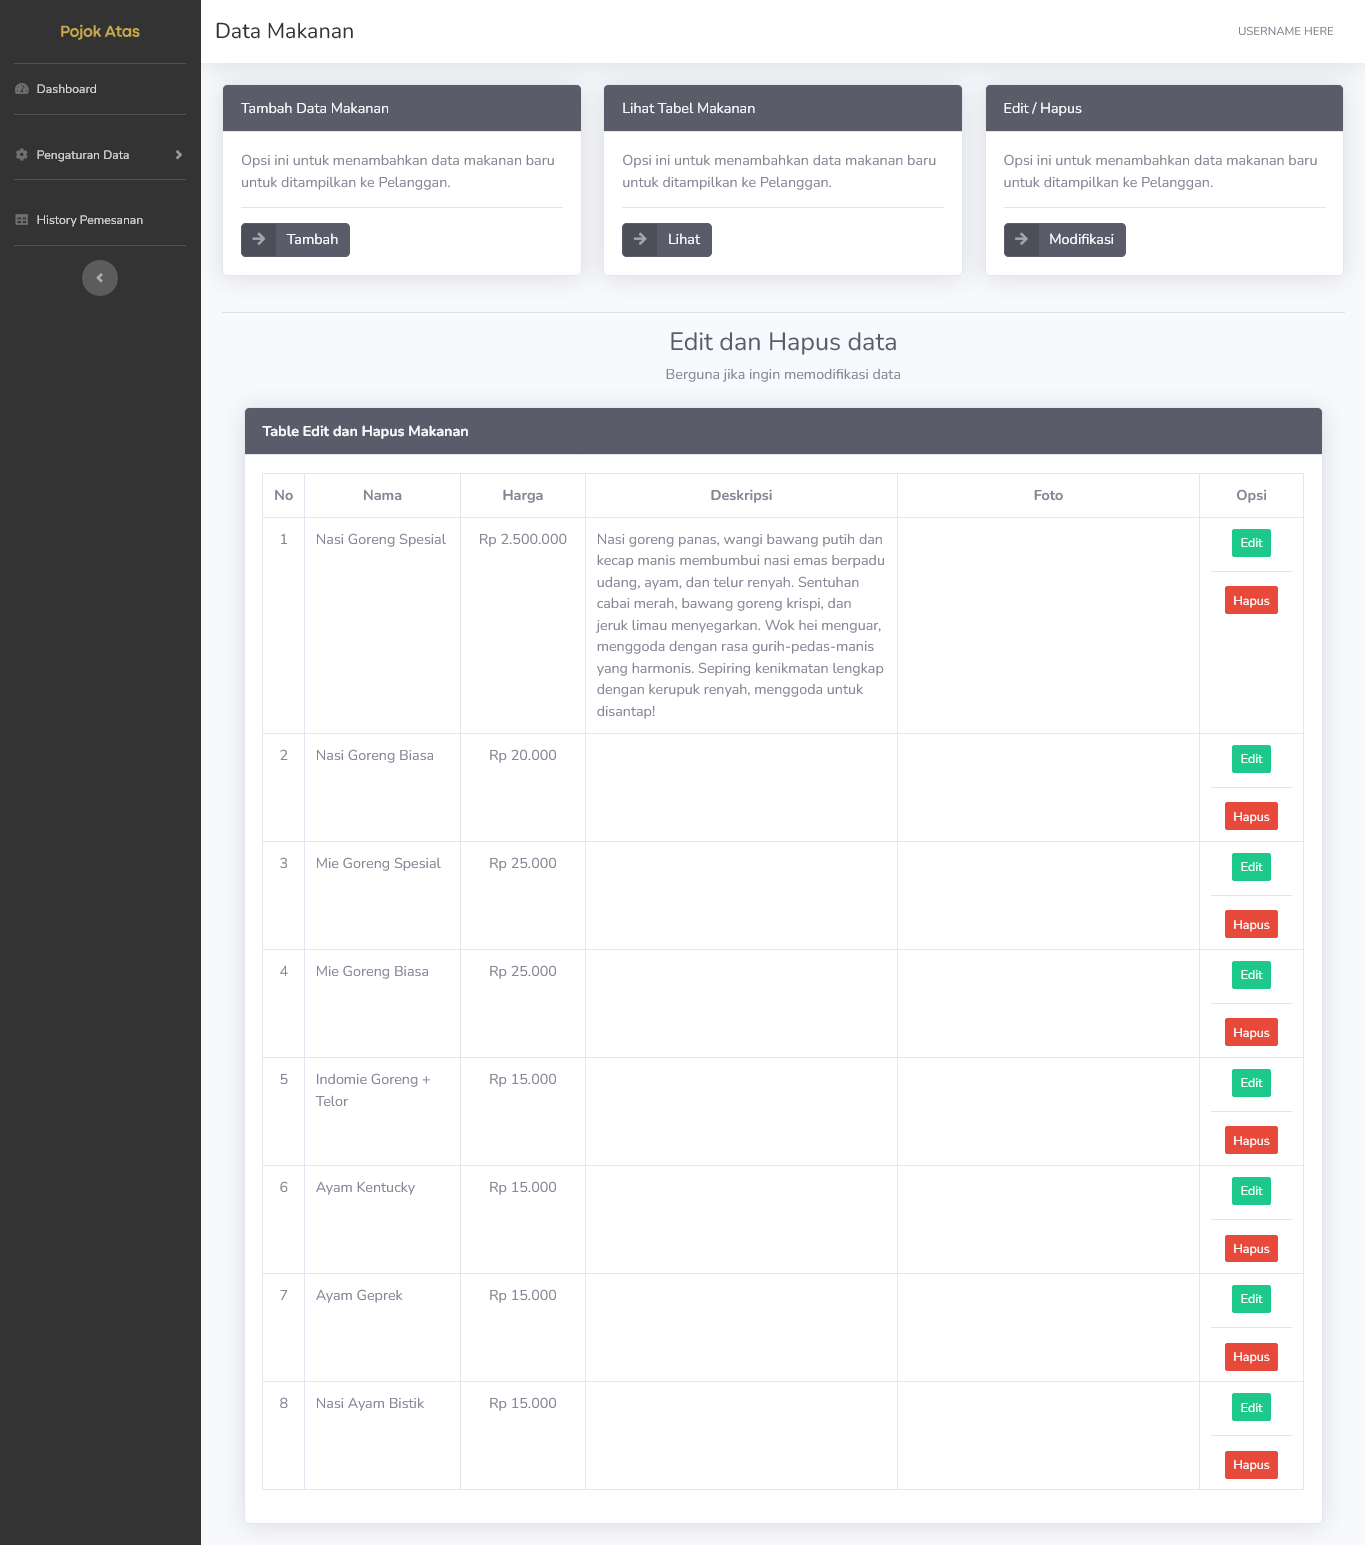 Pojok Atas
Dashboard
Pengaturan Data
History Pemesanan
Data Makanan
USERNAME HERE
Tambah Data Makanan
Opsi ini untuk menambahkan data makanan baru
untuk ditampilkan ke Pelanggan.
Tambah
Lihat Tabel Makanan
Opsi ini untuk menambahkan data makanan baru
untuk ditampilkan ke Pelanggan.
Lihat
Edit / Hapus
Opsi ini untuk menambahkan data makanan baru
untuk ditampilkan ke Pelanggan.
Modifikasi
Edit dan Hapus data
Berguna jika ingin memodifikasi data
Table Edit dan Hapus Makanan
No Nama Harga Deskripsi Foto Opsi
1 Nasi Goreng Spesial Rp 2.500.000 Nasi goreng panas, wangi bawang putih dan
kecap manis membumbui nasi emas berpadu
udang, ayam, dan telur renyah. Sentuhan
cabai merah, bawang goreng krispi, dan
jeruk limau menyegarkan. Wok hei menguar,
menggoda dengan rasa gurih-pedas-manis
yang harmonis. Sepiring kenikmatan lengkap
dengan kerupuk renyah, menggoda untuk
disantap!
Edit
Hapus
2 Nasi Goreng Biasa Rp 20.000 Edit
Hapus
3 Mie Goreng Spesial Rp 25.000 Edit
Hapus
4 Mie Goreng Biasa Rp 25.000 Edit
Hapus
5 Indomie Goreng + Rp 15.000 Edit
Telor
Hapus
6 Ayam Kentucky Rp 15.000 Edit
Hapus
7 Ayam Geprek Rp 15.000 Edit
Hapus
8 Nasi Ayam Bistik Rp 15.000 Edit
Hapus